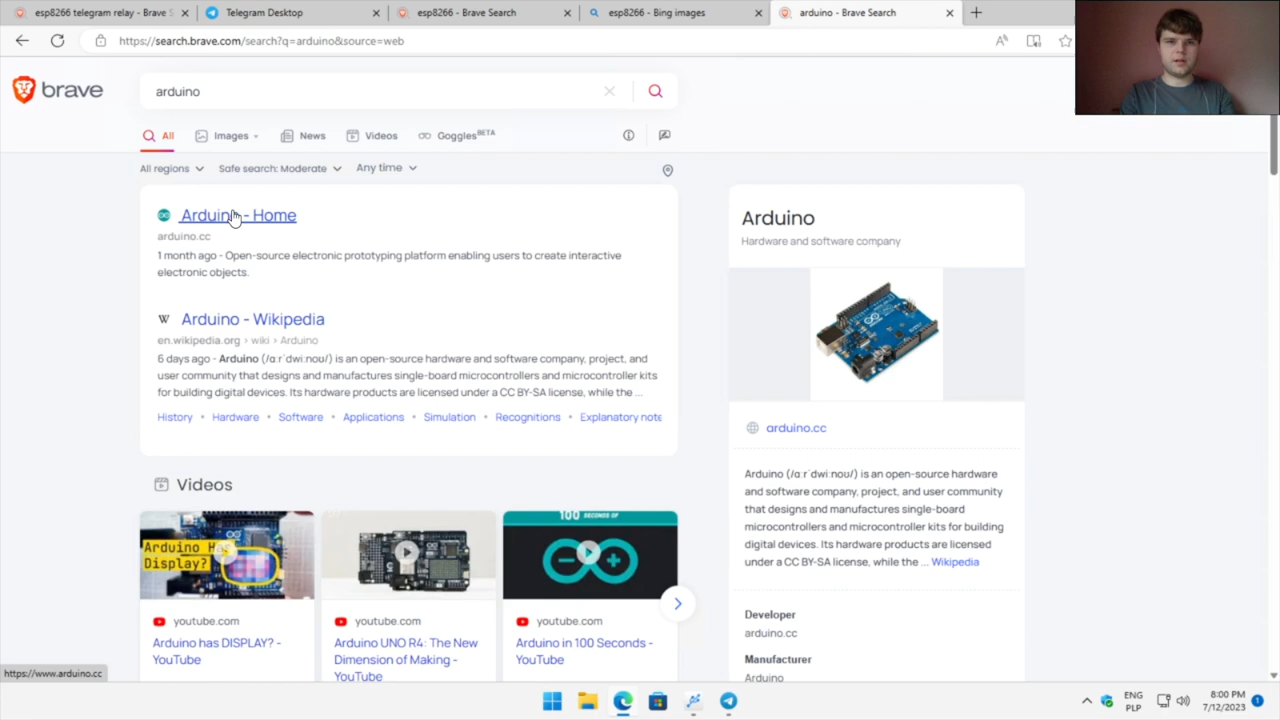 esp8266 telegram relay - Brave S
Telegram Desktop
esp8266 - Brave Search
esp8266 - Bing images
arduino - Brave Search
https://search.brave.com/search?q=arduino&source=web
brave
arduino
All
Images
News
Videos
Goggles BETA
All regions
Safe search: Moderate
Any time
Arduino - Home
arduino.cc
1 month ago - Open-source electronic prototyping platform enabling users to create interactive
electronic objects.
W
Arduino - Wikipedia
en.wikipedia.org › wiki › Arduino
6 days ago - Arduino (/ɑːrˈdwiːnoʊ/) is an open-source hardware and software company, project, and
user community that designs and manufactures single-board microcontrollers and microcontroller kits
for building digital devices. Its hardware products are licensed under a CC BY-SA license, while the ...
History • Hardware • Software • Applications • Simulation • Recognitions • Explanatory note
Videos
Arduino Has
Display?
100 SECONDS OF
youtube.com
Arduino has DISPLAY? -
YouTube
youtube.com
Arduino UNO R4: The New
Dimension of Making -
YouTube
youtube.com
Arduino in 100 Seconds -
YouTube
Arduino
Hardware and software company
arduino.cc
Arduino (/ɑːrˈdwiːnoʊ/) is an open-source hardware
and software company, project, and user community
that designs and manufactures single-board
microcontrollers and microcontroller kits for building
digital devices. Its hardware products are licensed
under a CC BY-SA license, while the ... Wikipedia
Developer
arduino.cc
Manufacturer
Arduino
https://www.arduino.cc
ENG
PLP
8:00 PM
7/12/2023
1